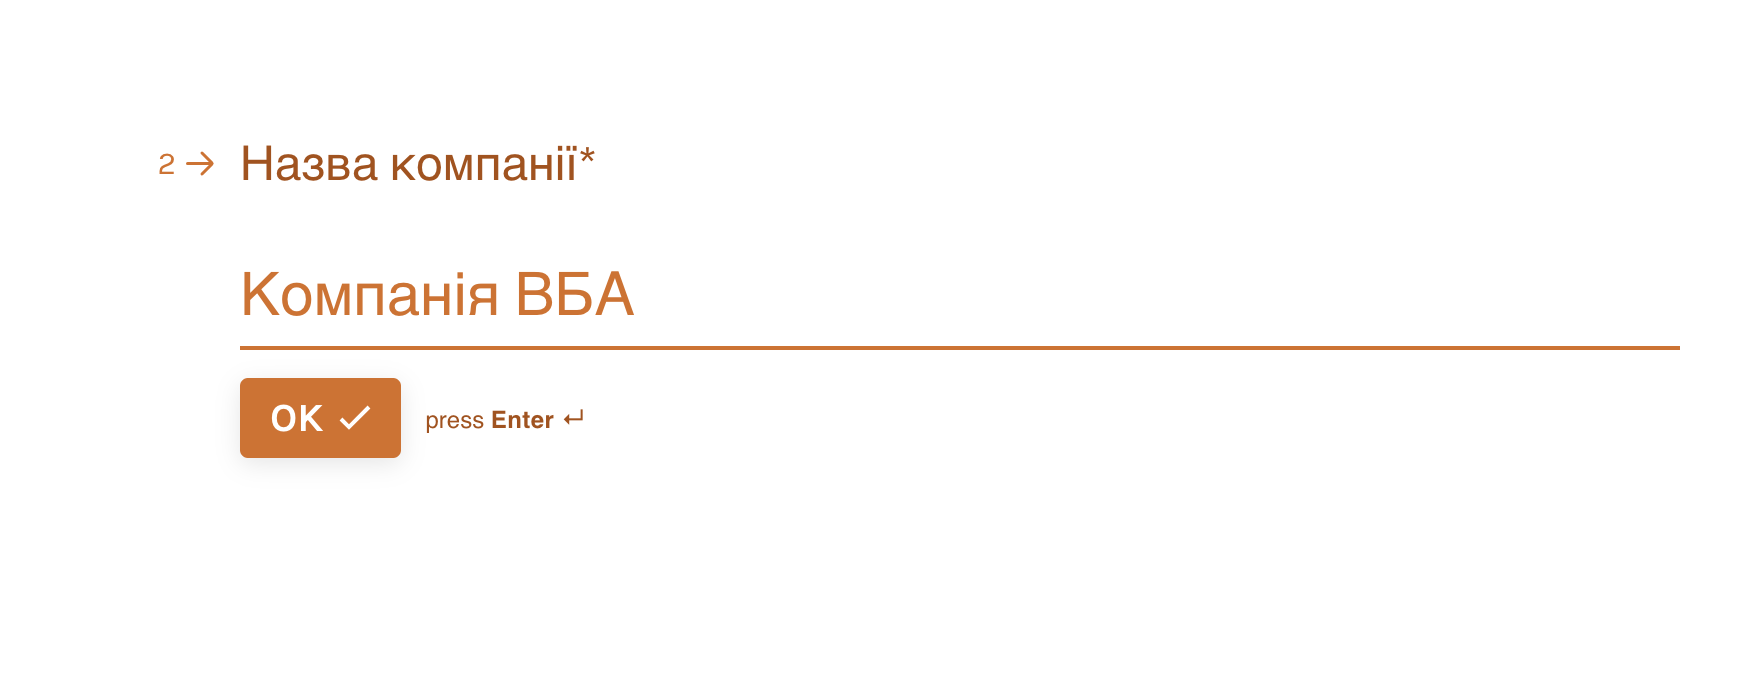 2 → Назва компанії*
Компанія ВБА
OK ✓
press Enter ↵